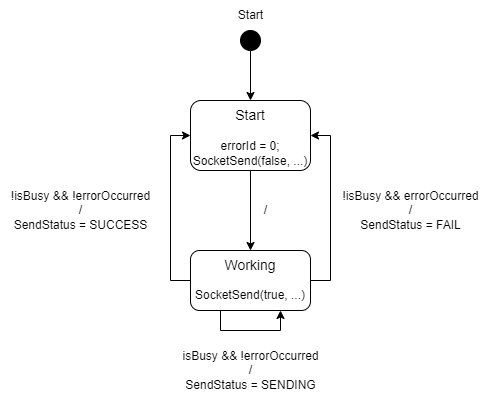 Start
Start
errorId = 0;
SocketSend(false, ...)
!isBusy && !errorOccurred
/
SendStatus = SUCCESS
/
!isBusy && errorOccurred
/
SendStatus = FAIL
Working
SocketSend(true, ...)
isBusy && !errorOccurred
/
SendStatus = SENDING